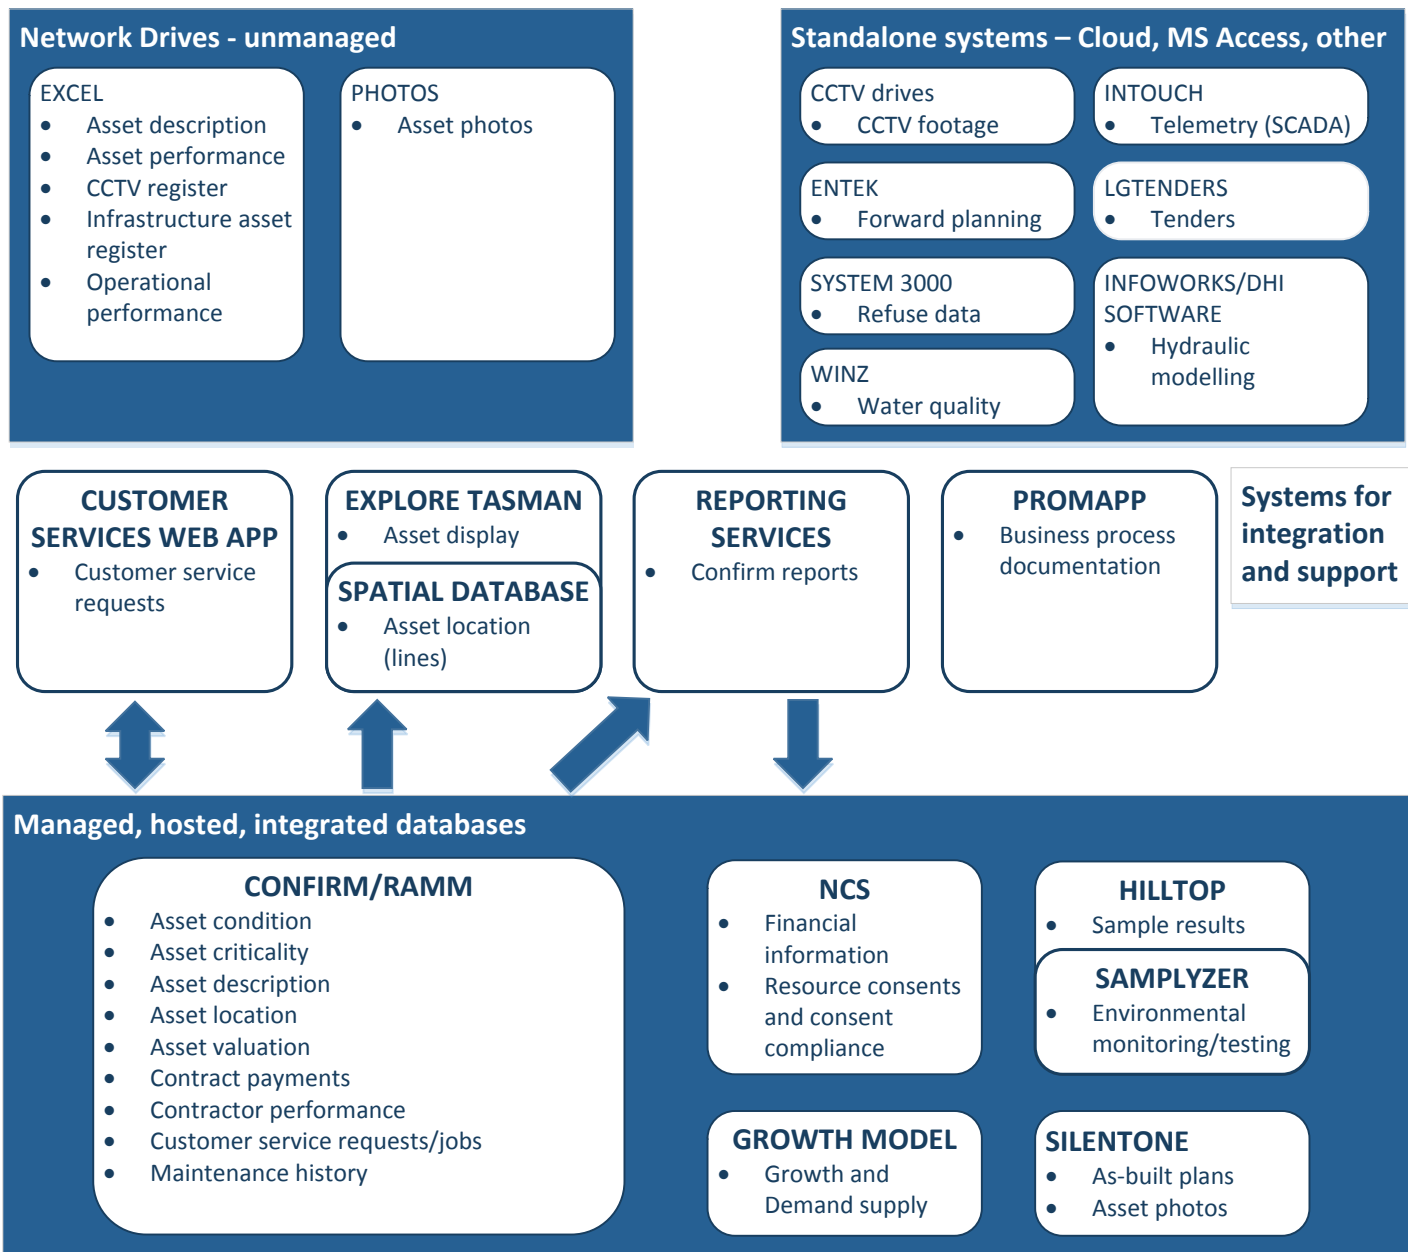 Network Drives - unmanaged
EXCEL
• Asset description
• Asset performance
• CCTV register
• Infrastructure asset
register
• Operational
performance
PHOTOS
• Asset photos
Standalone systems – Cloud, MS Access, other
CCTV drives
• CCTV footage
INTOUCH
• Telemetry (SCADA)
ENTEK
• Forward planning
LGTENDERS
• Tenders
SYSTEM 3000
• Refuse data
INFOWORKS/DHI
SOFTWARE
• Hydraulic
modelling
WINZ
• Water quality
CUSTOMER
SERVICES WEB APP
• Customer service
requests
EXPLORE TASMAN
• Asset display
SPATIAL DATABASE
• Asset location
(lines)
REPORTING
SERVICES
• Confirm reports
PROMAPP
• Business process
documentation
Systems for
integration
and support
Managed, hosted, integrated databases
CONFIRM/RAMM
• Asset condition
• Asset criticality
• Asset description
• Asset location
• Asset valuation
• Contract payments
• Contractor performance
• Customer service requests/jobs
• Maintenance history
NCS
• Financial
information
• Resource consents
and consent
compliance
HILLTOP
• Sample results
SAMPLYZER
• Environmental
monitoring/testing
GROWTH MODEL
• Growth and
Demand supply
SILENTONE
• As-built plans
• Asset photos